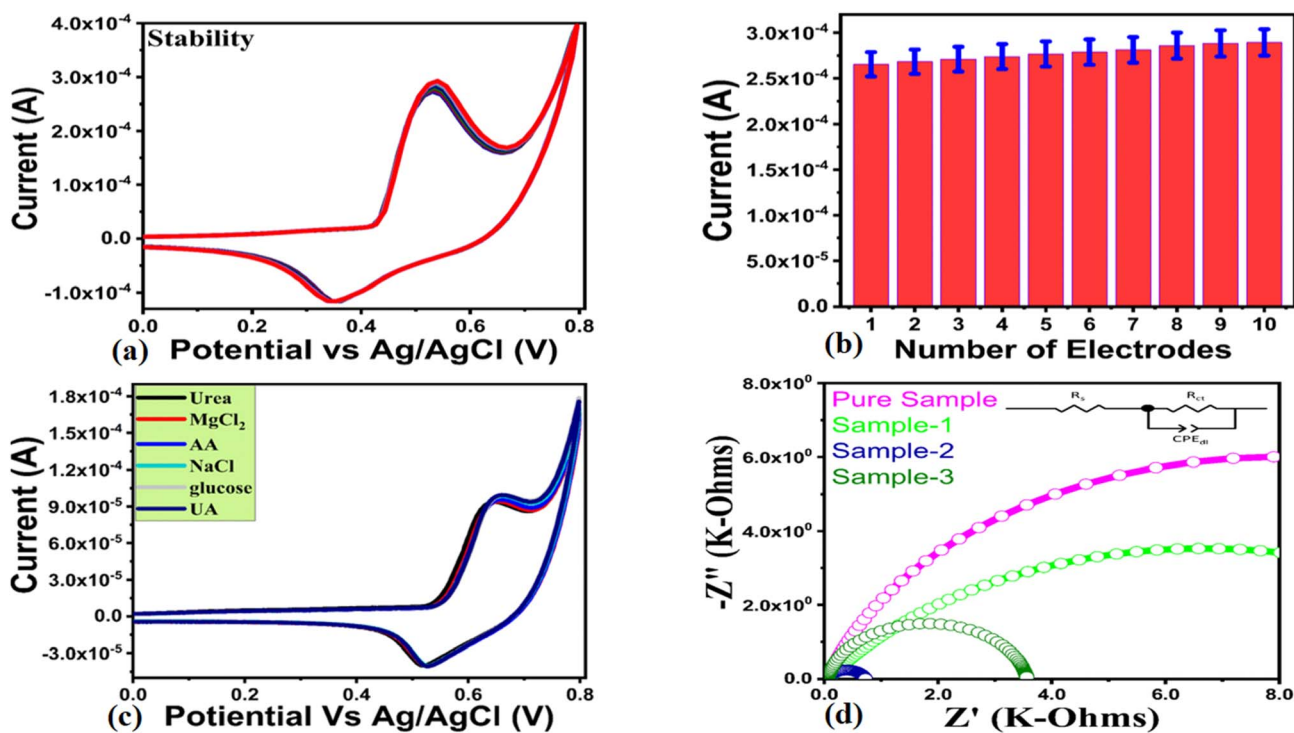 Stability
4.0x10⁻⁴
3.0x10⁻⁴
2.0x10⁻⁴
1.0x10⁻⁴
0.0
-1.0x10⁻⁴
Current (A)
0.0 0.2 0.4 0.6 0.8
(a) Potential vs Ag/AgCl (V)
3.0x10⁻⁴
2.5x10⁻⁴
2.0x10⁻⁴
1.5x10⁻⁴
1.0x10⁻⁴
5.0x10⁻⁵
0.0
Current (A)
1 2 3 4 5 6 7 8 9 10
(b) Number of Electrodes
Urea
MgCl₂
AA
NaCl
glucose
UA
1.8x10⁻⁴
1.5x10⁻⁴
1.2x10⁻⁴
9.0x10⁻⁵
6.0x10⁻⁵
3.0x10⁻⁵
0.0
-3.0x10⁻⁵
Current (A)
0.0 0.2 0.4 0.6 0.8
(c) Potiential Vs Ag/AgCl (V)
Pure Sample
Sample-1
Sample-2
Sample-3
Rs Rct
CPEdl
8.0x10⁰
6.0x10⁰
4.0x10⁰
2.0x10⁰
0.0
-Z'' (K-Ohms)
0.0 2.0 4.0 6.0 8.0
(d) Z' (K-Ohms)